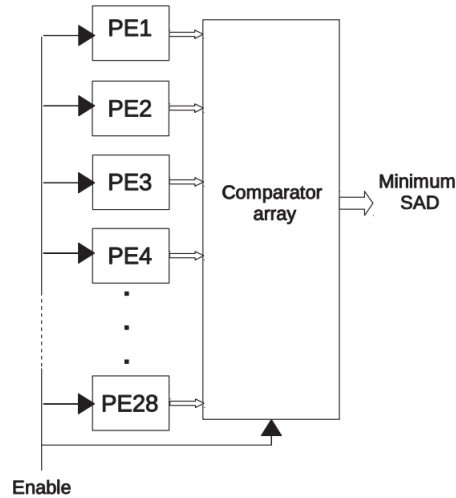 PE1
PE2
PE3
PE4
PE28
Comparator
array
Minimum
SAD
Enable